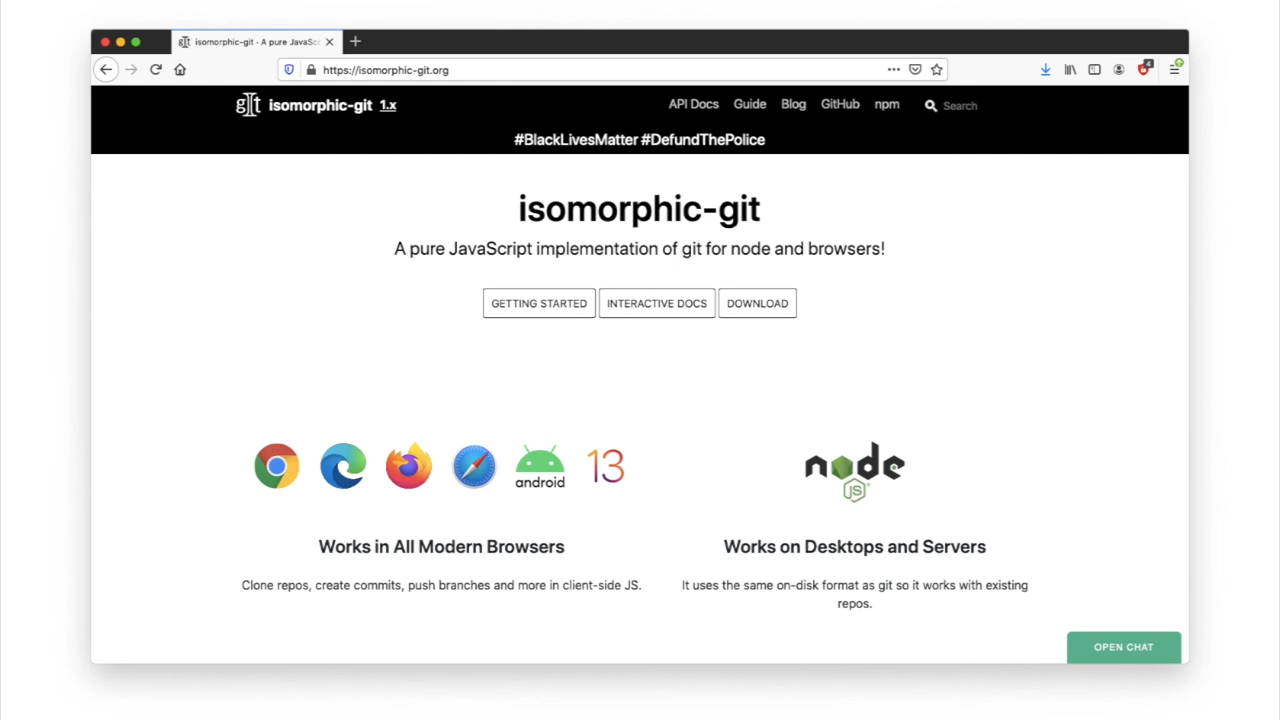 isomorphic-git - A pure JavaSc
https://isomorphic-git.org
4
git isomorphic-git 1.x API Docs Guide Blog GitHub npm Search
#BlackLivesMatter #DefundThePolice
isomorphic-git
A pure JavaScript implementation of git for node and browsers!
GETTING STARTED INTERACTIVE DOCS DOWNLOAD
android 13 node
JS
Works in All Modern Browsers Works on Desktops and Servers
Clone repos, create commits, push branches and more in client-side JS. It uses the same on-disk format as git so it works with existing
repos.
OPEN CHAT